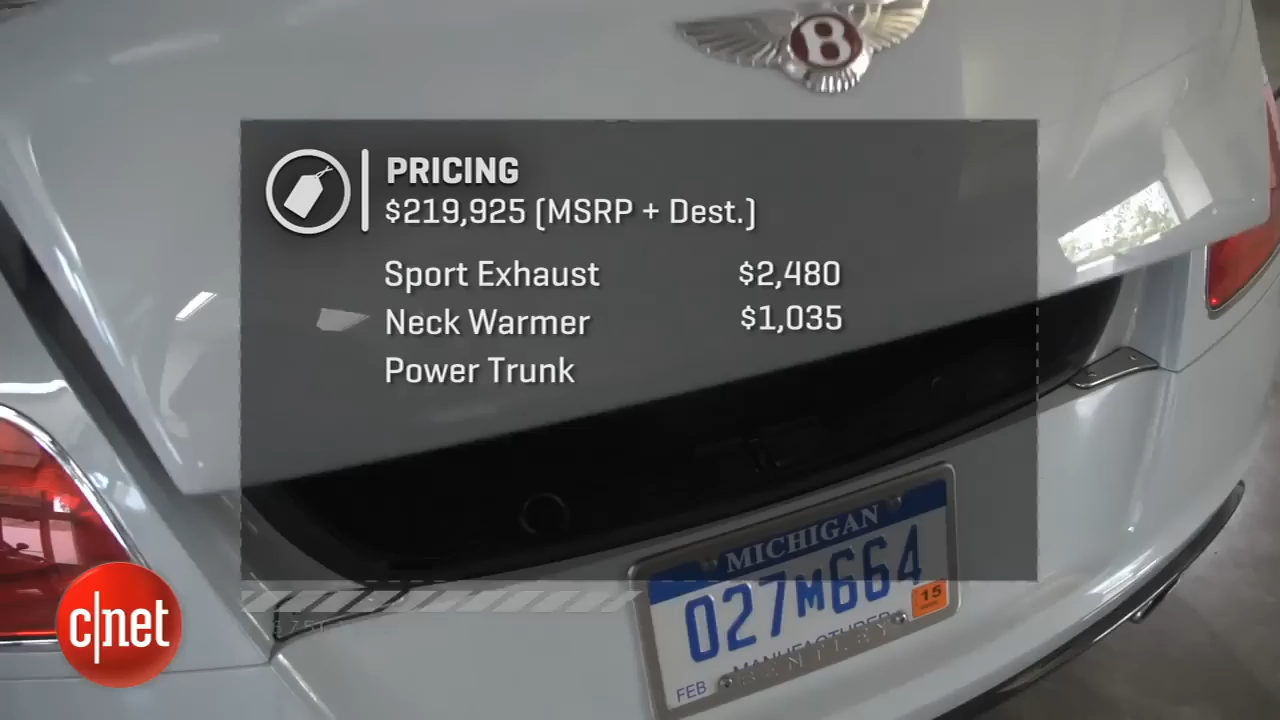 B
PRICING
$219,925 (MSRP + Dest.)
Sport Exhaust $2,480
Neck Warmer $1,035
Power Trunk
MICHIGAN
027M664
15
MANUFACTURER
BENTLEY
FEB
c|net